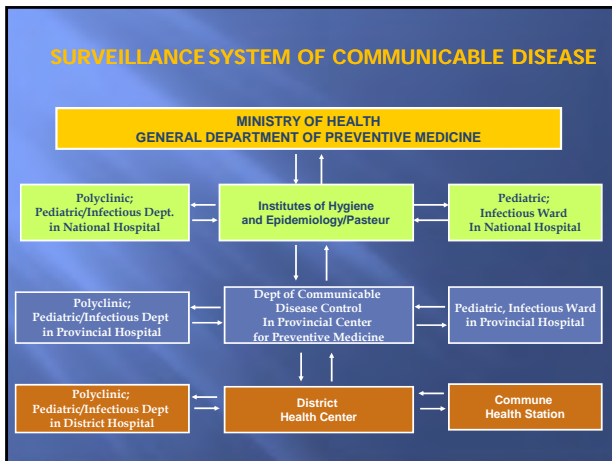 SURVEILLANCE SYSTEM OF COMMUNICABLE DISEASE
MINISTRY OF HEALTH
GENERAL DEPARTMENT OF PREVENTIVE MEDICINE
Polyclinic;
Pediatric/Infectious Dept.
in National Hospital
Institutes of Hygiene
and Epidemiology/Pasteur
Pediatric;
Infectious Ward
In National Hospital
Polyclinic;
Pediatric/Infectious Dept
in Provincial Hospital
Dept of Communicable
Disease Control
In Provincial Center
for Preventive Medicine
Pediatric, Infectious Ward
in Provincial Hospital
Polyclinic;
Pediatric/Infectious Dept
in District Hospital
District
Health Center
Commune
Health Station